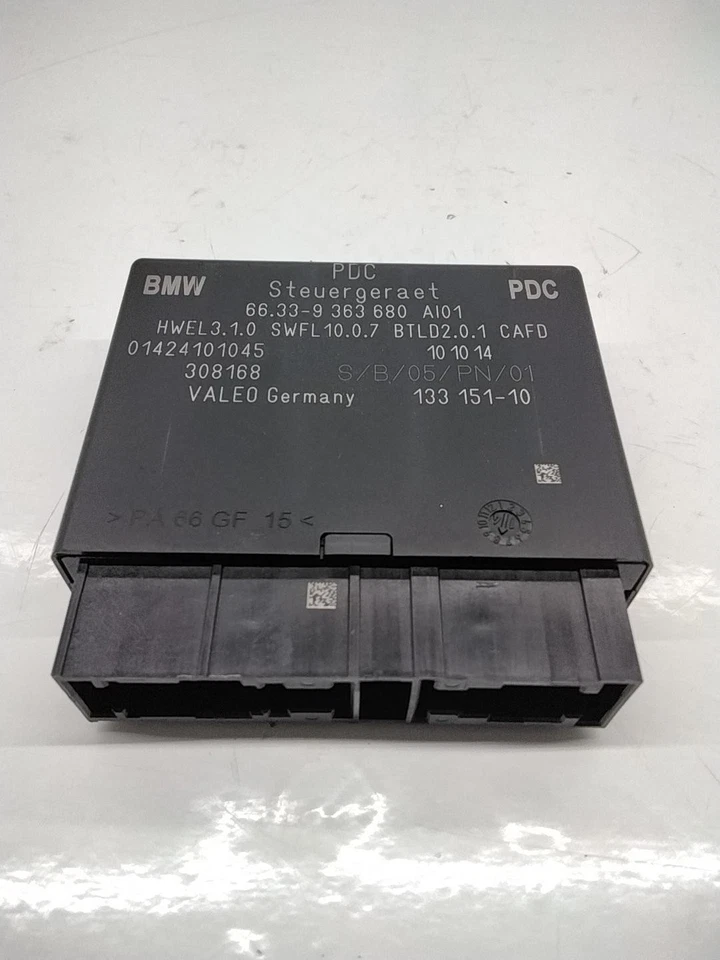 PDC
BMW Steuergeraet PDC
66.33-9 363 680 AI01
HWEL3.1.0 SWFL10.0.7 BTLD2.0.1 CAFD
01424101045 10 10 14
308168 S/B/05/PN/01
VALEO Germany 133 151-10
> PA 66 GF 15 <